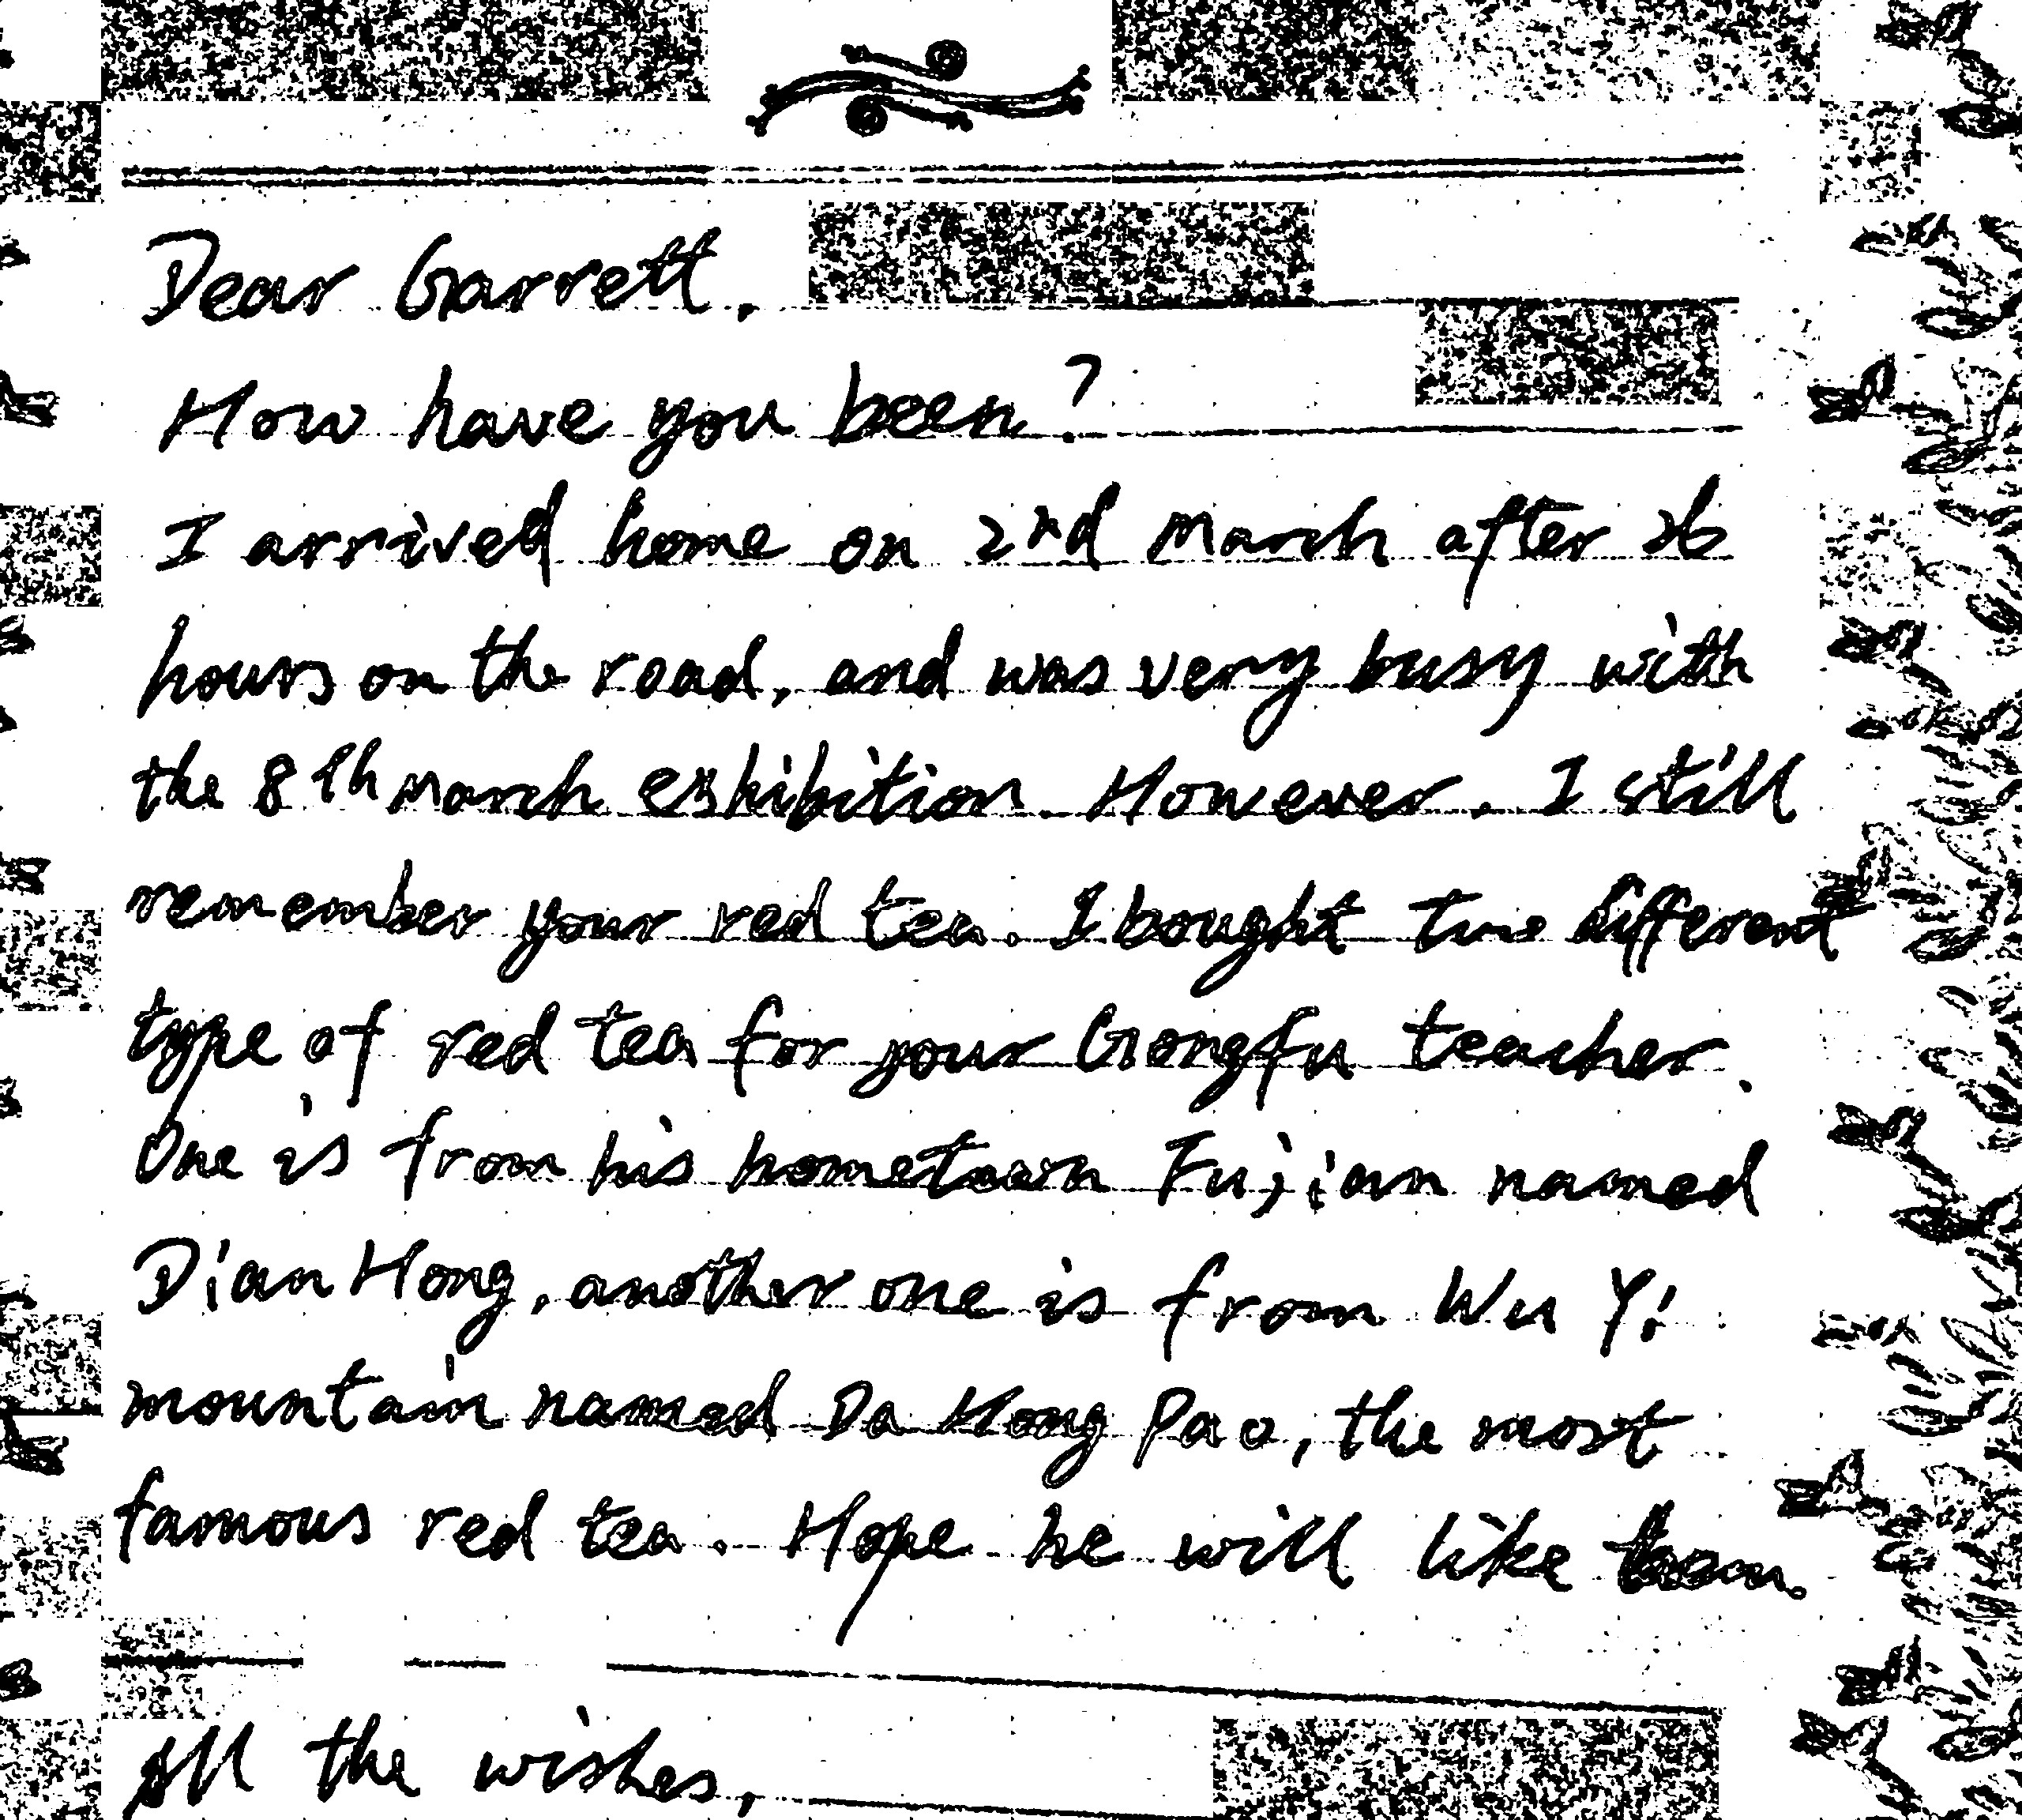 Dear Garrett,
How have you been?
I arrived home on 2nd March after 26
hours on the road, and was very busy with
the 8th March exhibition. However, I still
remember your red tea. I bought two different
type of red tea for your Gongfu teacher.
One is from his hometown Fujian named
Dian Hong, another one is from Wu Yi
mountain named Da Hong Pao, the most
famous red tea. Hope he will like them.
All the wishes,